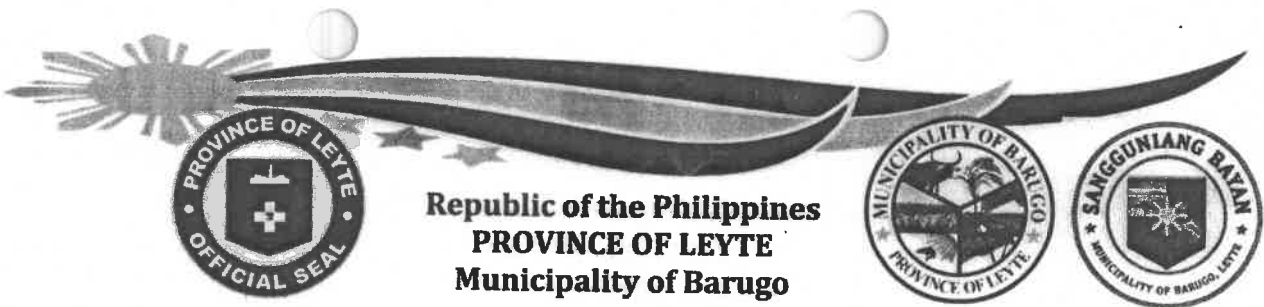 PROVINCE OF LEYTE
OFFICIAL SEAL
Republic of the Philippines
PROVINCE OF LEYTE
Municipality of Barugo
MUNICIPALITY OF BARUGO
PROVINCE OF LEYTE
SANGGUNIANG BAYAN
MUNICIPALITY OF BARUGO, LEYTE